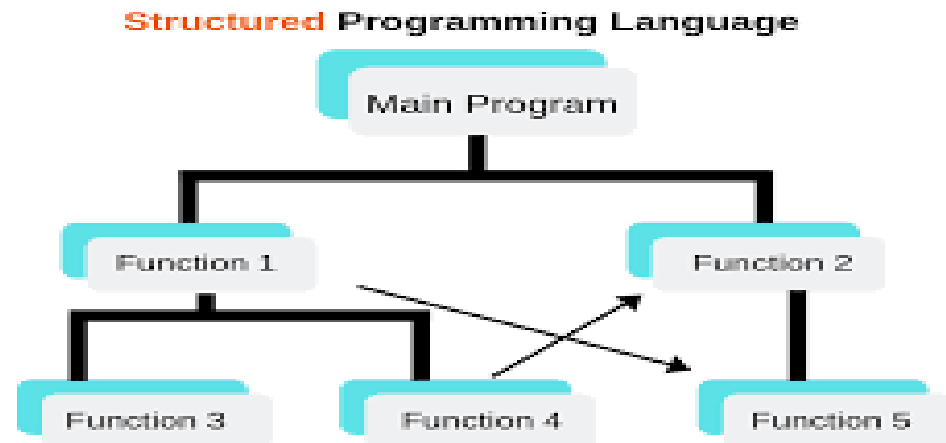 Structured Programming Language
Main Program
Function 1
Function 2
Function 3
Function 4
Function 5